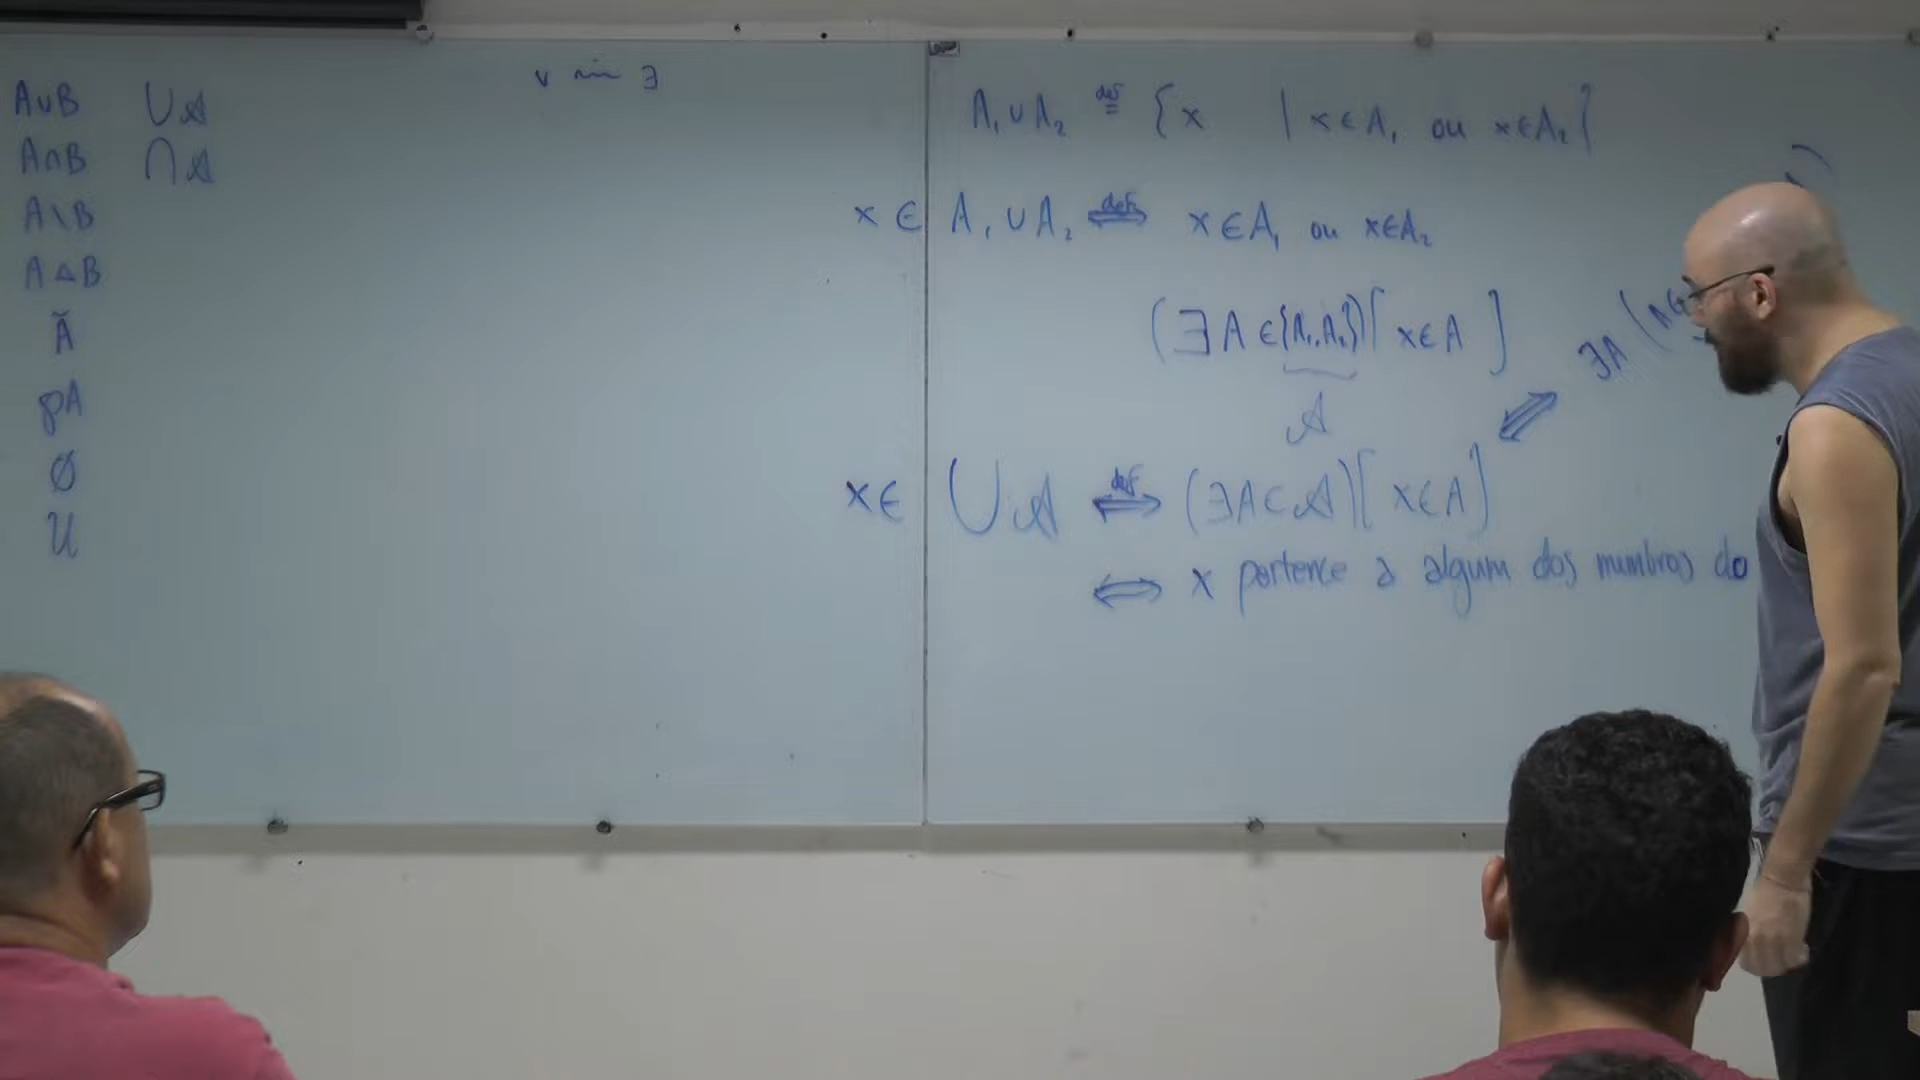 A∪B ⋃𝒜
A∩B ⋂𝒜
A\B
A△B
Ã
℘A
∅
𝒰
∨ ∃
A₁∪A₂ ≝ {x | x∈A₁ ou x∈A₂}
x∈ A₁∪A₂ ⟺def x∈A₁ ou x∈A₂
(∃A∈{A₁,A₂})[x∈A]
𝒜
∃A (A∈
x∈ ⋃𝒜 ⟺def (∃A∈𝒜)[x∈A] ⟺
⟺ x pertence a algum dos membros do